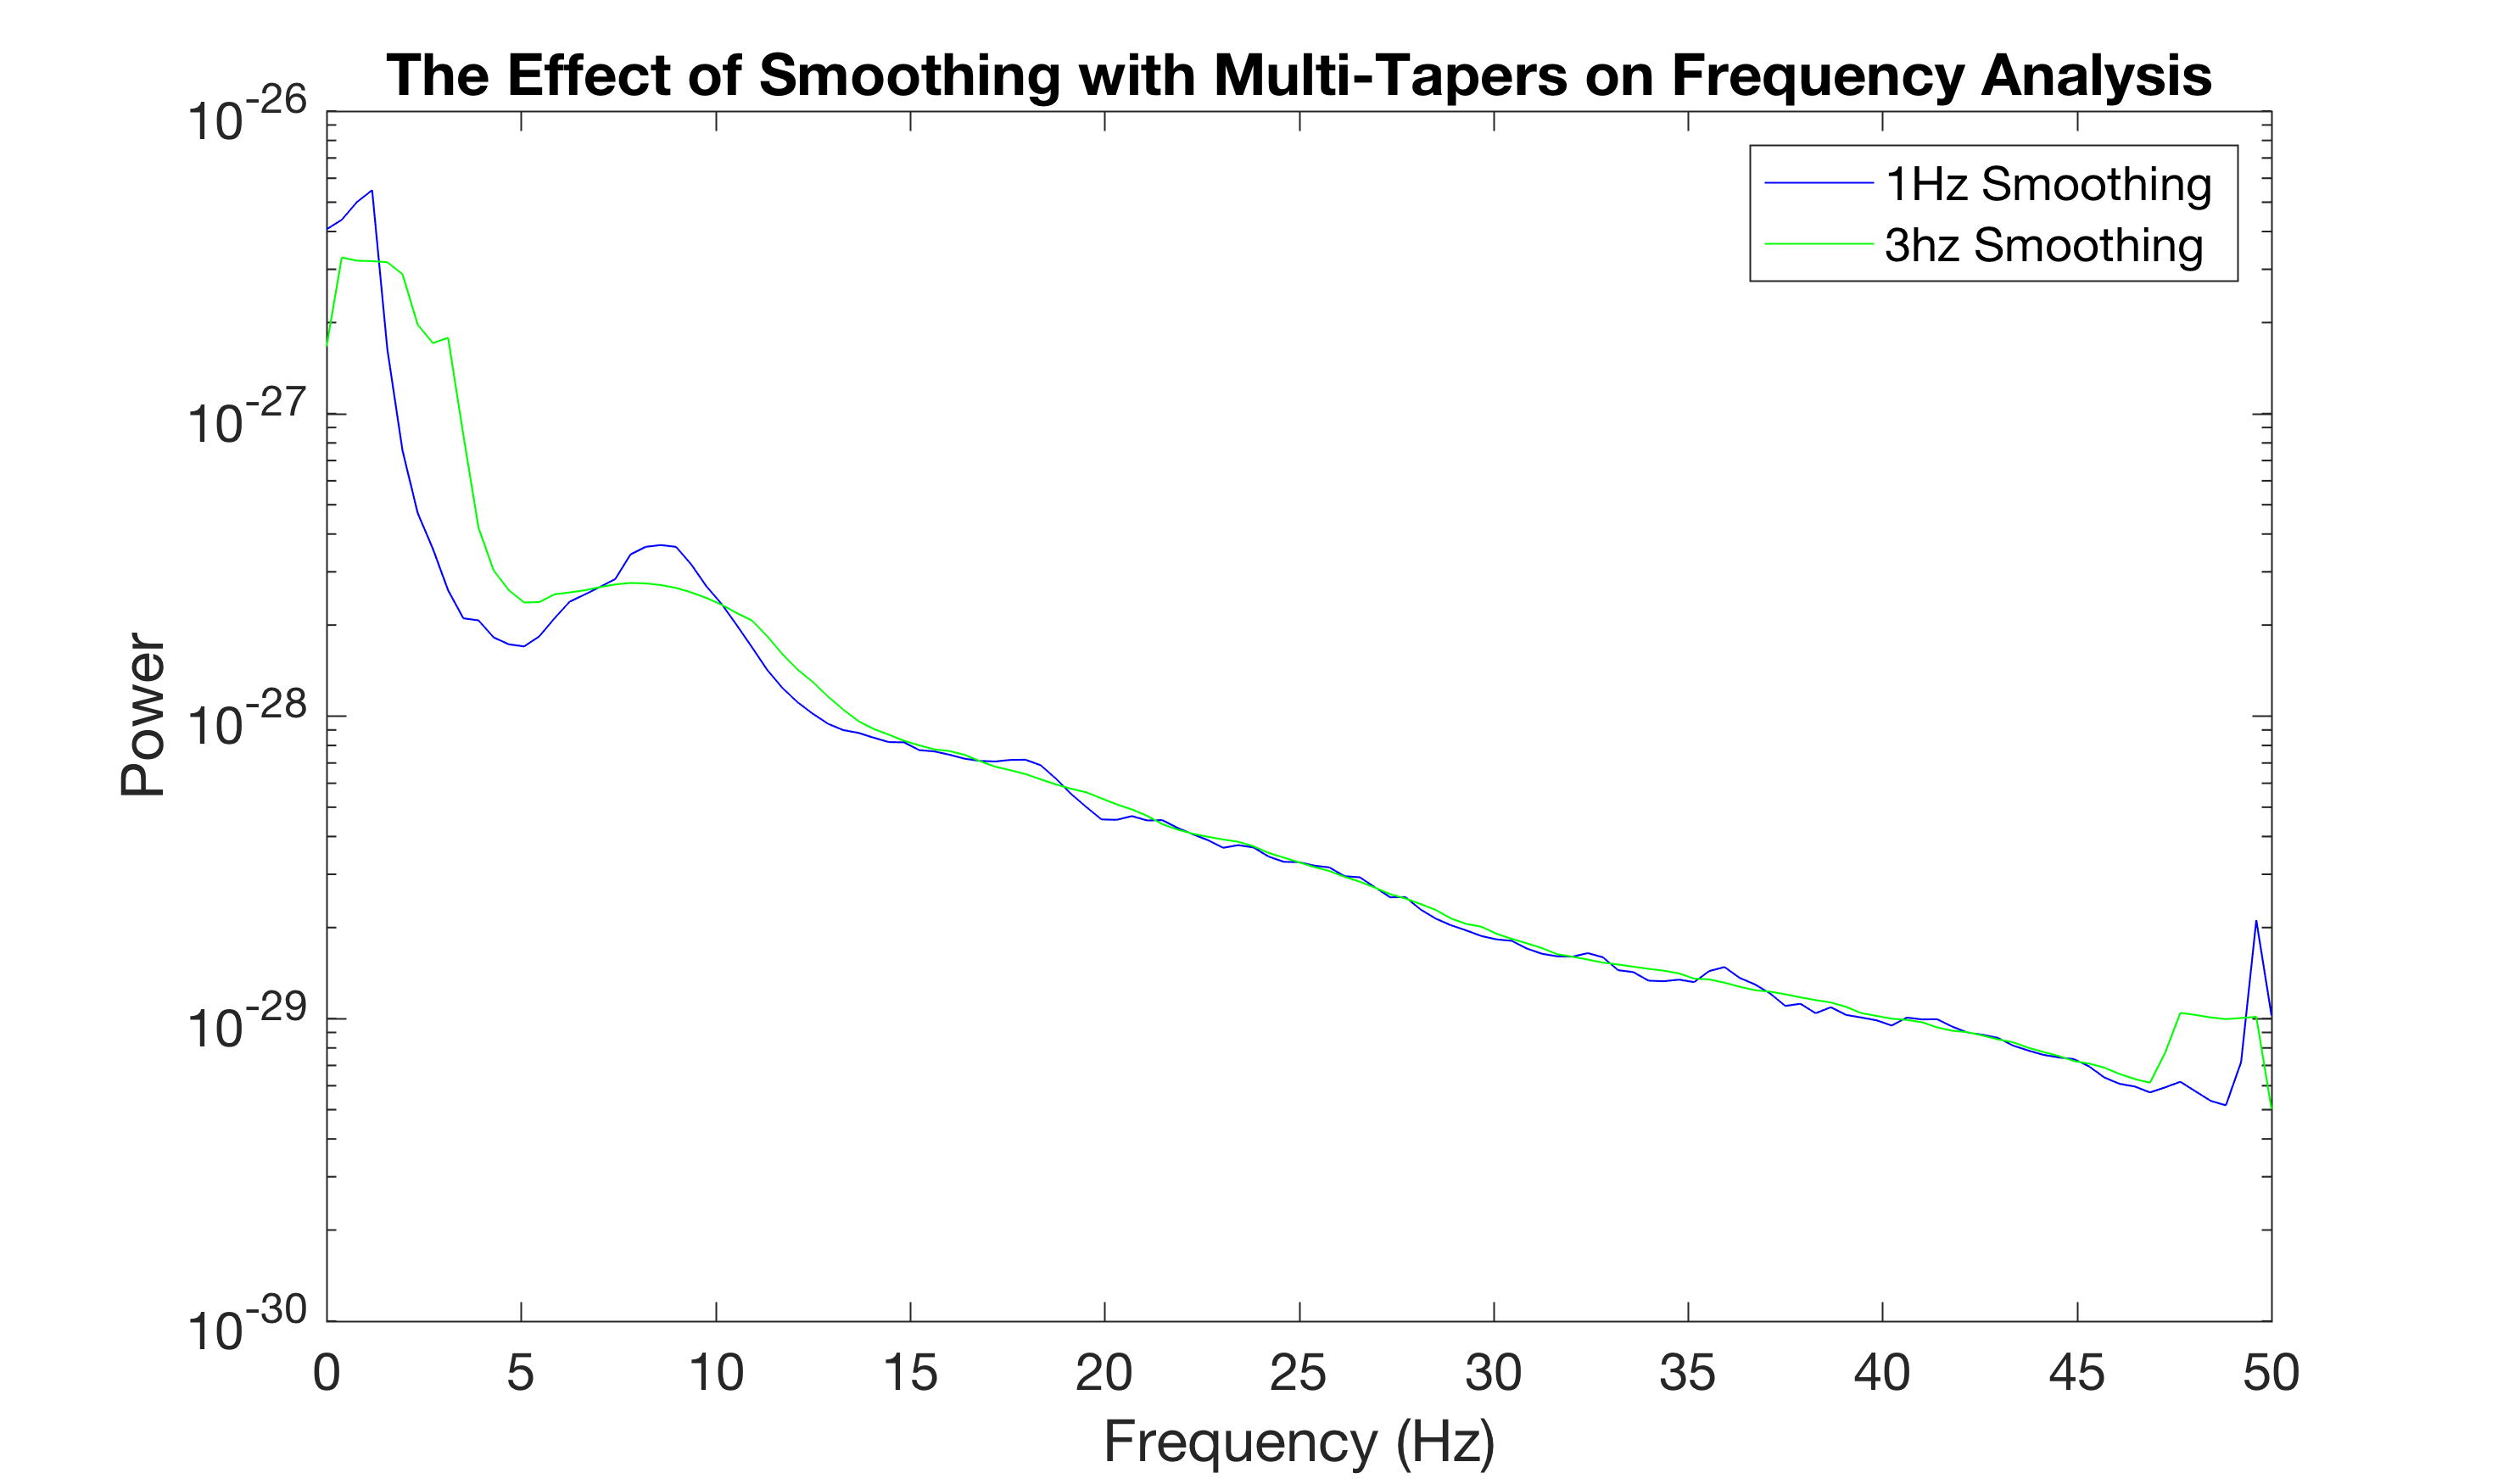 The Effect of Smoothing with Multi-Tapers on Frequency Analysis
10-26
1Hz Smoothing
3hz Smoothing
10-27
10-28
Power
10-29
10-30
0 5 10 15 20 25 30 35 40 45 50
Frequency (Hz)